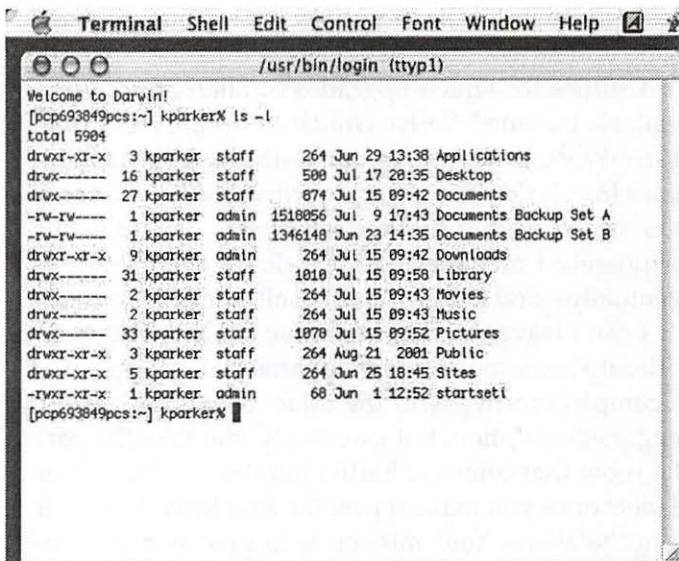 Terminal Shell Edit Control Font Window Help
/usr/bin/login (ttyp1)
Welcome to Darwin!
[pcp693849pcs:~] kparker% ls -l
total 5904
drwxr-xr-x 3 kparker staff 264 Jun 29 13:38 Applications
drwx------ 16 kparker staff 500 Jul 17 20:35 Desktop
drwx------ 27 kparker staff 874 Jul 15 09:42 Documents
-rw-rw---- 1 kparker admin 1518056 Jul 9 17:43 Documents Backup Set A
-rw-rw---- 1 kparker admin 1346148 Jun 23 14:35 Documents Backup Set B
drwxr-xr-x 9 kparker admin 264 Jul 15 09:42 Downloads
drwx------ 31 kparker staff 1010 Jul 15 09:58 Library
drwx------ 2 kparker staff 264 Jul 15 09:43 Movies
drwx------ 2 kparker staff 264 Jul 15 09:43 Music
drwx------ 32 kparker staff 1078 Jul 15 09:52 Pictures
drwxr-xr-x 3 kparker staff 264 Aug 21 2001 Public
drwxr-xr-x 5 kparker staff 264 Jun 25 18:45 Sites
-rwxr-xr-x 1 kparker admin 68 Jun 1 12:52 startseti
[pcp693849pcs:~] kparker%